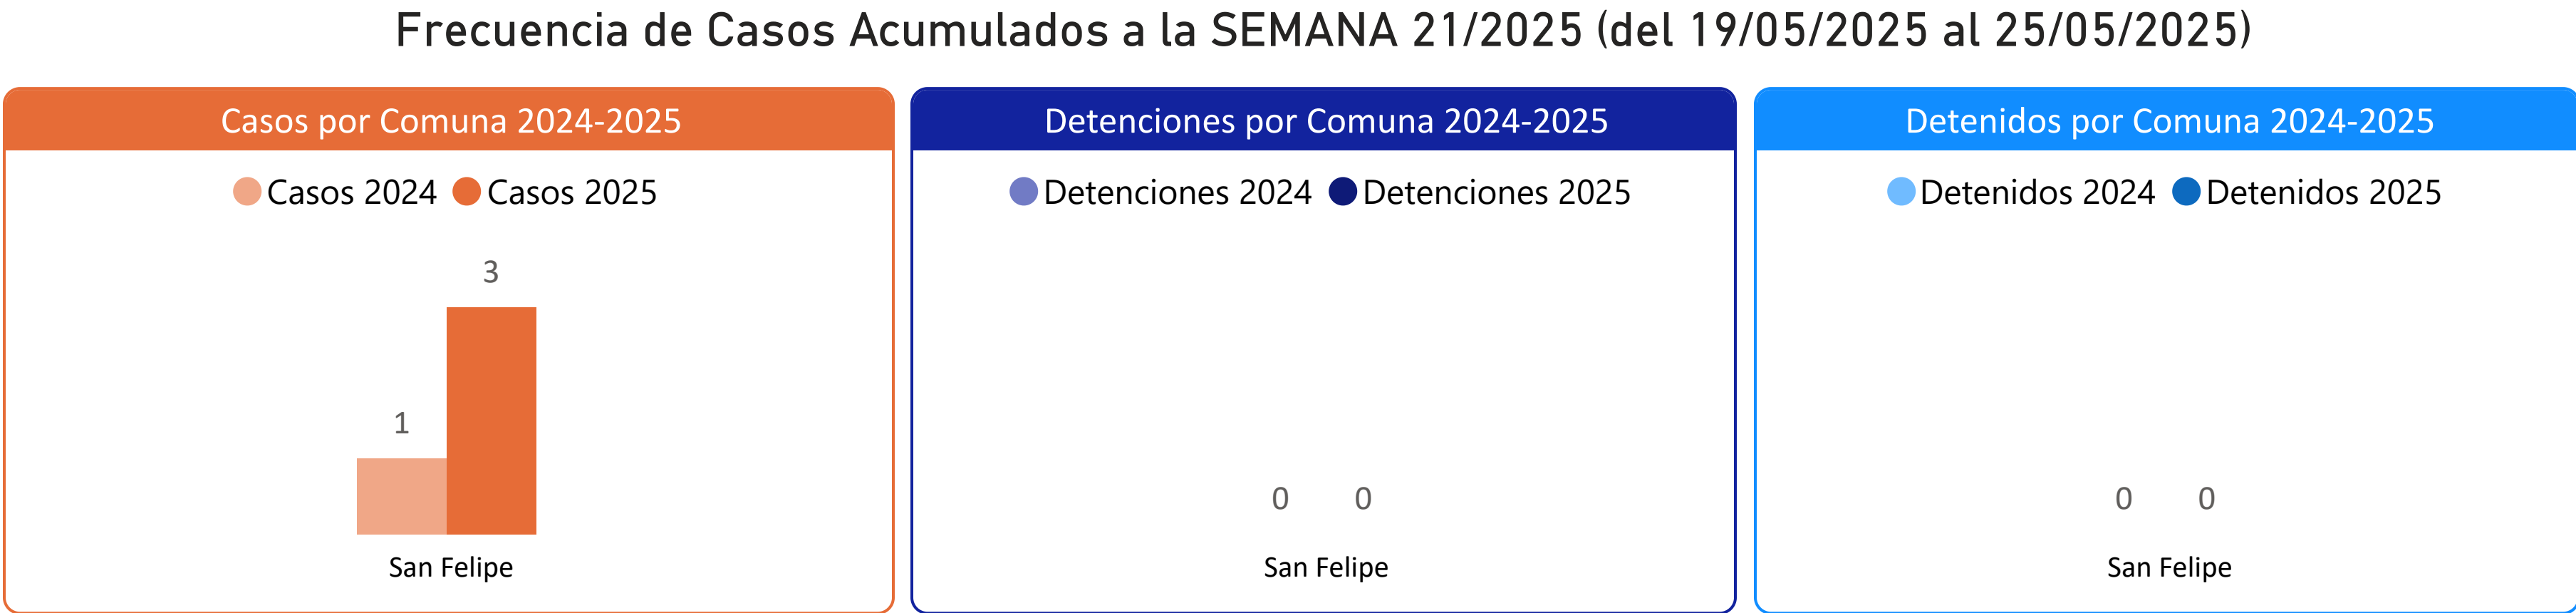 Frecuencia de Casos Acumulados a la SEMANA 21/2025 (del 19/05/2025 al 25/05/2025)
Casos por Comuna 2024-2025
Casos 2024 Casos 2025
3
1
San Felipe
Detenciones por Comuna 2024-2025
Detenciones 2024 Detenciones 2025
0 0
San Felipe
Detenidos por Comuna 2024-2025
Detenidos 2024 Detenidos 2025
0 0
San Felipe